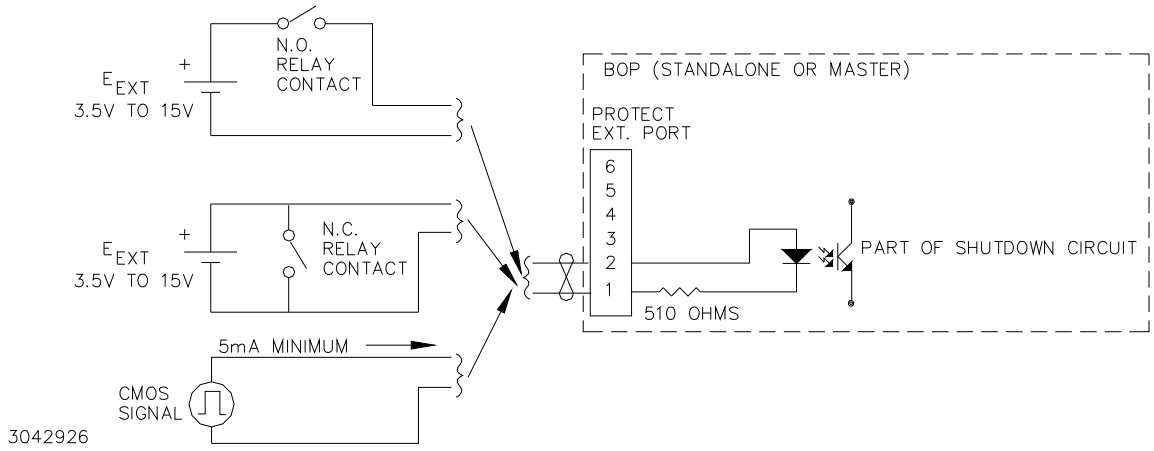 N.O.
RELAY
CONTACT
+
E EXT
3.5V TO 15V
BOP (STANDALONE OR MASTER)
PROTECT
EXT. PORT
6
5
4
3
2
1
N.C.
RELAY
CONTACT
+
E EXT
3.5V TO 15V
PART OF SHUTDOWN CIRCUIT
510 OHMS
5mA MINIMUM
CMOS
SIGNAL
3042926